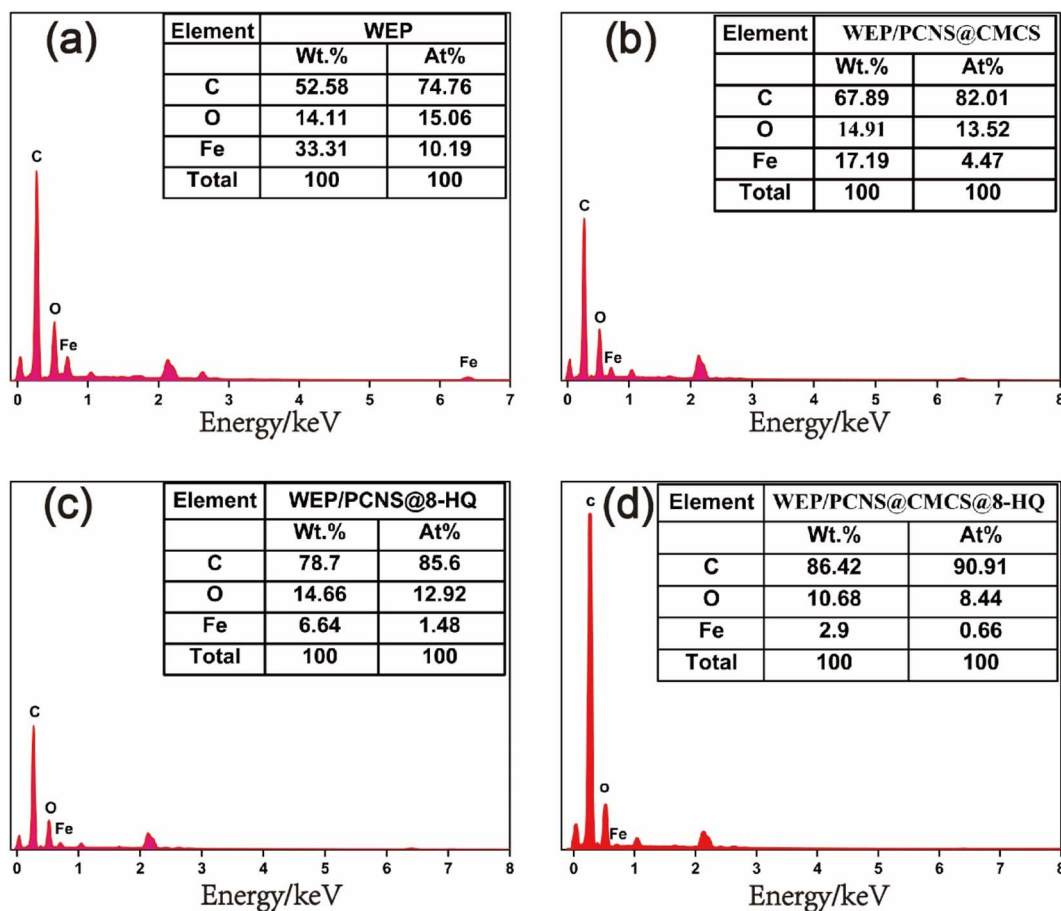 (a)
Element WEP
Wt.% At%
C 52.58 74.76
O 14.11 15.06
Fe 33.31 10.19
Total 100 100
C
O
Fe
Fe
0 1 2 3 4 5 6 7
Energy/keV
(b)
Element WEP/PCNS@CMCS
Wt.% At%
C 67.89 82.01
O 14.91 13.52
Fe 17.19 4.47
Total 100 100
C
O
Fe
0 1 2 3 4 5 6 7 8
Energy/keV
(c)
Element WEP/PCNS@8-HQ
Wt.% At%
C 78.7 85.6
O 14.66 12.92
Fe 6.64 1.48
Total 100 100
C
O
Fe
0 1 2 3 4 5 6 7 8
Energy/keV
(d)
Element WEP/PCNS@CMCS@8-HQ
Wt.% At%
C 86.42 90.91
O 10.68 8.44
Fe 2.9 0.66
Total 100 100
c
o
Fe
0 1 2 3 4 5 6 7 8
Energy/keV